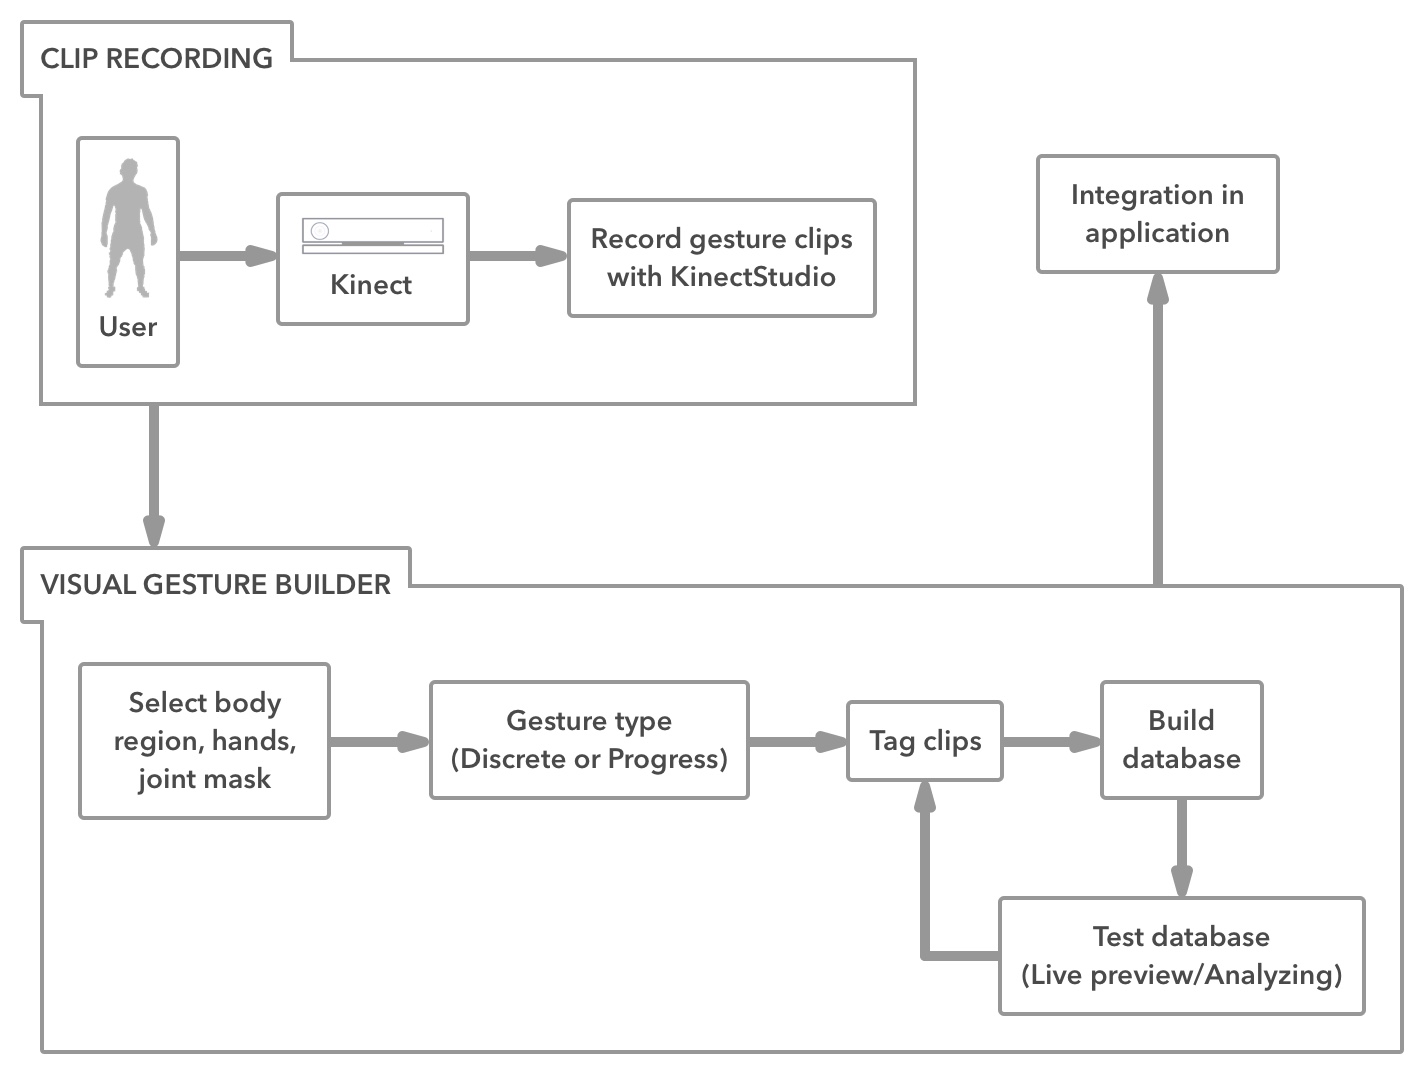 CLIP RECORDING
User
Kinect
Record gesture clips
with KinectStudio
Integration in
application
VISUAL GESTURE BUILDER
Select body
region, hands,
joint mask
Gesture type
(Discrete or Progress)
Tag clips
Build
database
Test database
(Live preview/Analyzing)